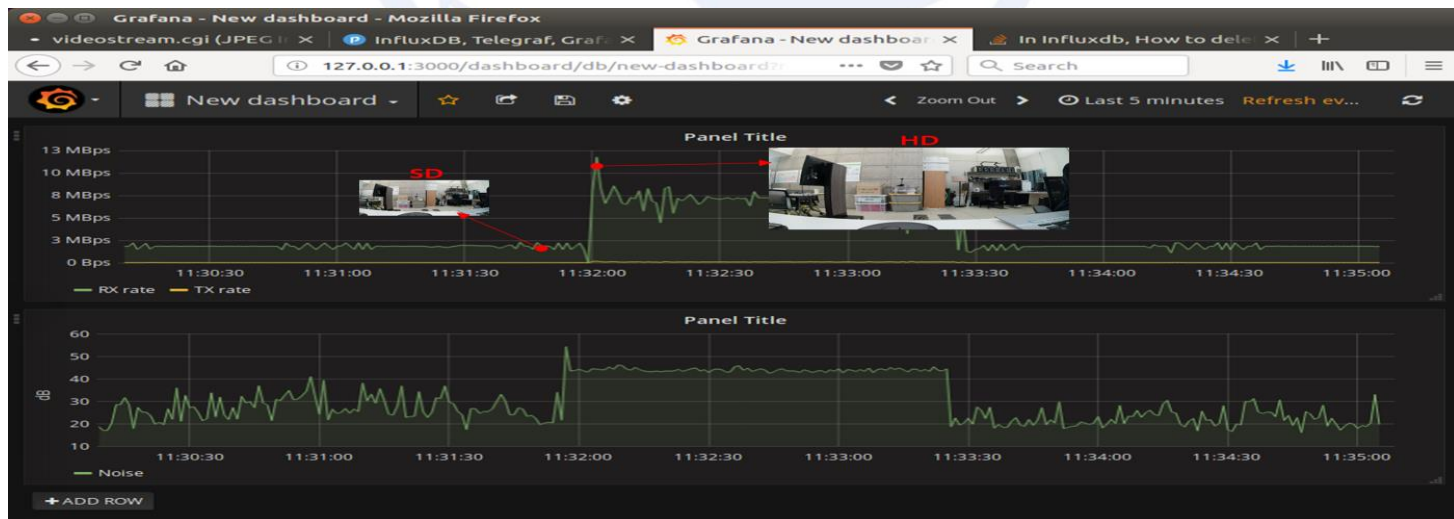 Grafana - New dashboard - Mozilla Firefox
videostream.cgi (JPEG I
InfluxDB, Telegraf, Graf
Grafana - New dashboar
In Influxdb, How to dele
127.0.0.1:3000/dashboard/db/new-dashboard?
Search
New dashboard
Zoom Out
Last 5 minutes
Refresh ev...
Panel Title
HD
SD
13 MBps
10 MBps
8 MBps
5 MBps
3 MBps
0 Bps
11:30:30 11:31:00 11:31:30 11:32:00 11:32:30 11:33:00 11:33:30 11:34:00 11:34:30 11:35:00
RX rate TX rate
Panel Title
60
50
40
30
20
10
dB
11:30:30 11:31:00 11:31:30 11:32:00 11:32:30 11:33:00 11:33:30 11:34:00 11:34:30 11:35:00
Noise
+ ADD ROW